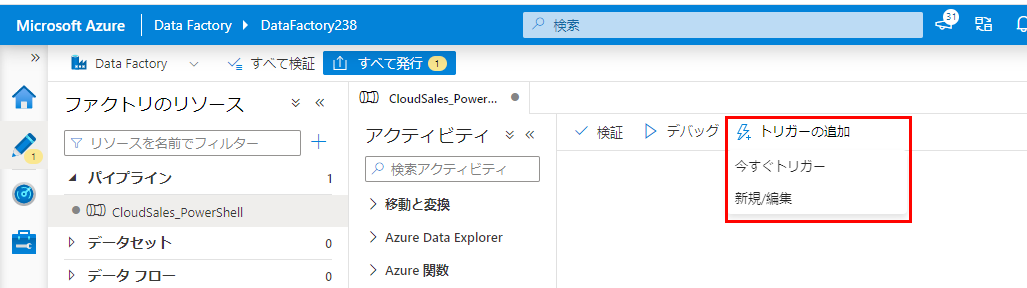 Microsoft Azure Data Factory DataFactory238 検索 31
Data Factory すべて検証 すべて発行 1
ファクトリのリソース
リソースを名前でフィルター
1
パイプライン 1
CloudSales_PowerShell
データセット 0
データ フロー 0
CloudSales_Power...
アクティビティ
検索アクティビティ
移動と変換
Azure Data Explorer
Azure 関数
検証 デバッグ トリガーの追加
今すぐトリガー
新規/編集